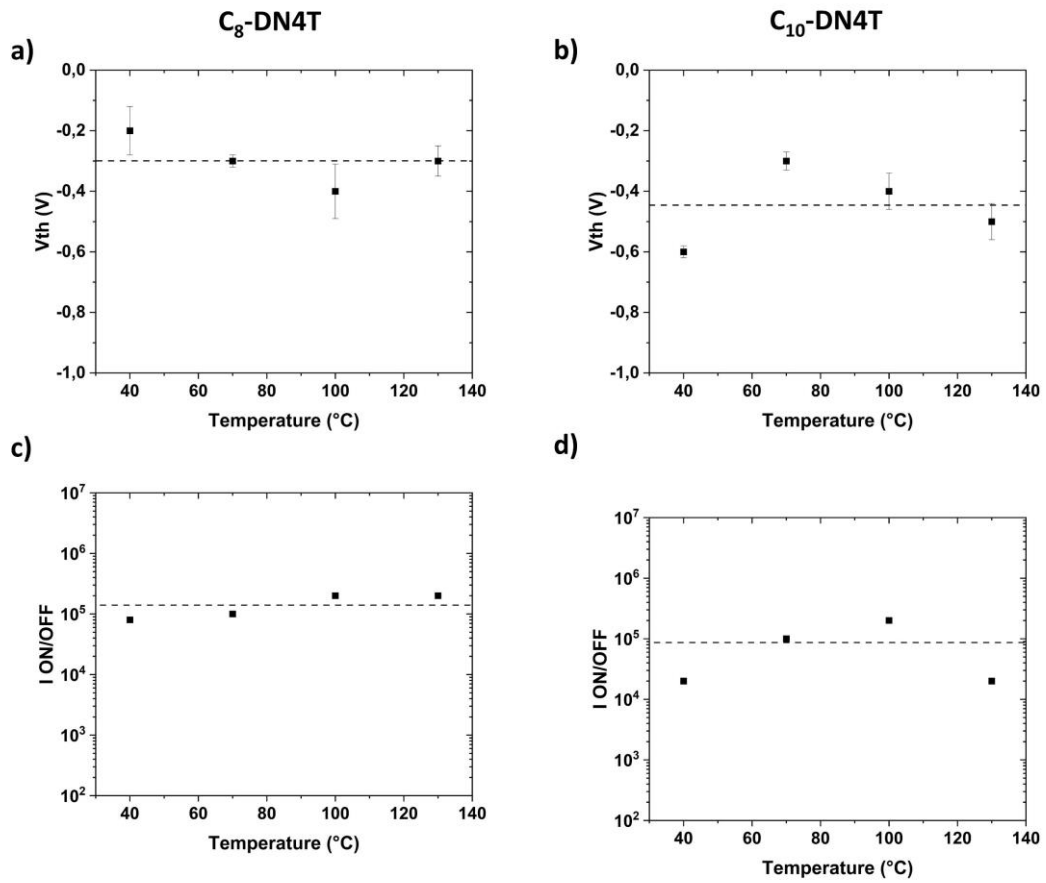 C8-DN4T
C10-DN4T
a)
0,0
-0,2
-0,4
-0,6
-0,8
-1,0
Vth (V)
40 60 80 100 120 140
Temperature (°C)
b)
0,0
-0,2
-0,4
-0,6
-0,8
-1,0
Vth (V)
40 60 80 100 120 140
Temperature (°C)
c)
10^7
10^6
10^5
10^4
10^3
10^2
I ON/OFF
40 60 80 100 120 140
Temperature (°C)
d)
10^7
10^6
10^5
10^4
10^3
10^2
I ON/OFF
40 60 80 100 120 140
Temperature (°C)